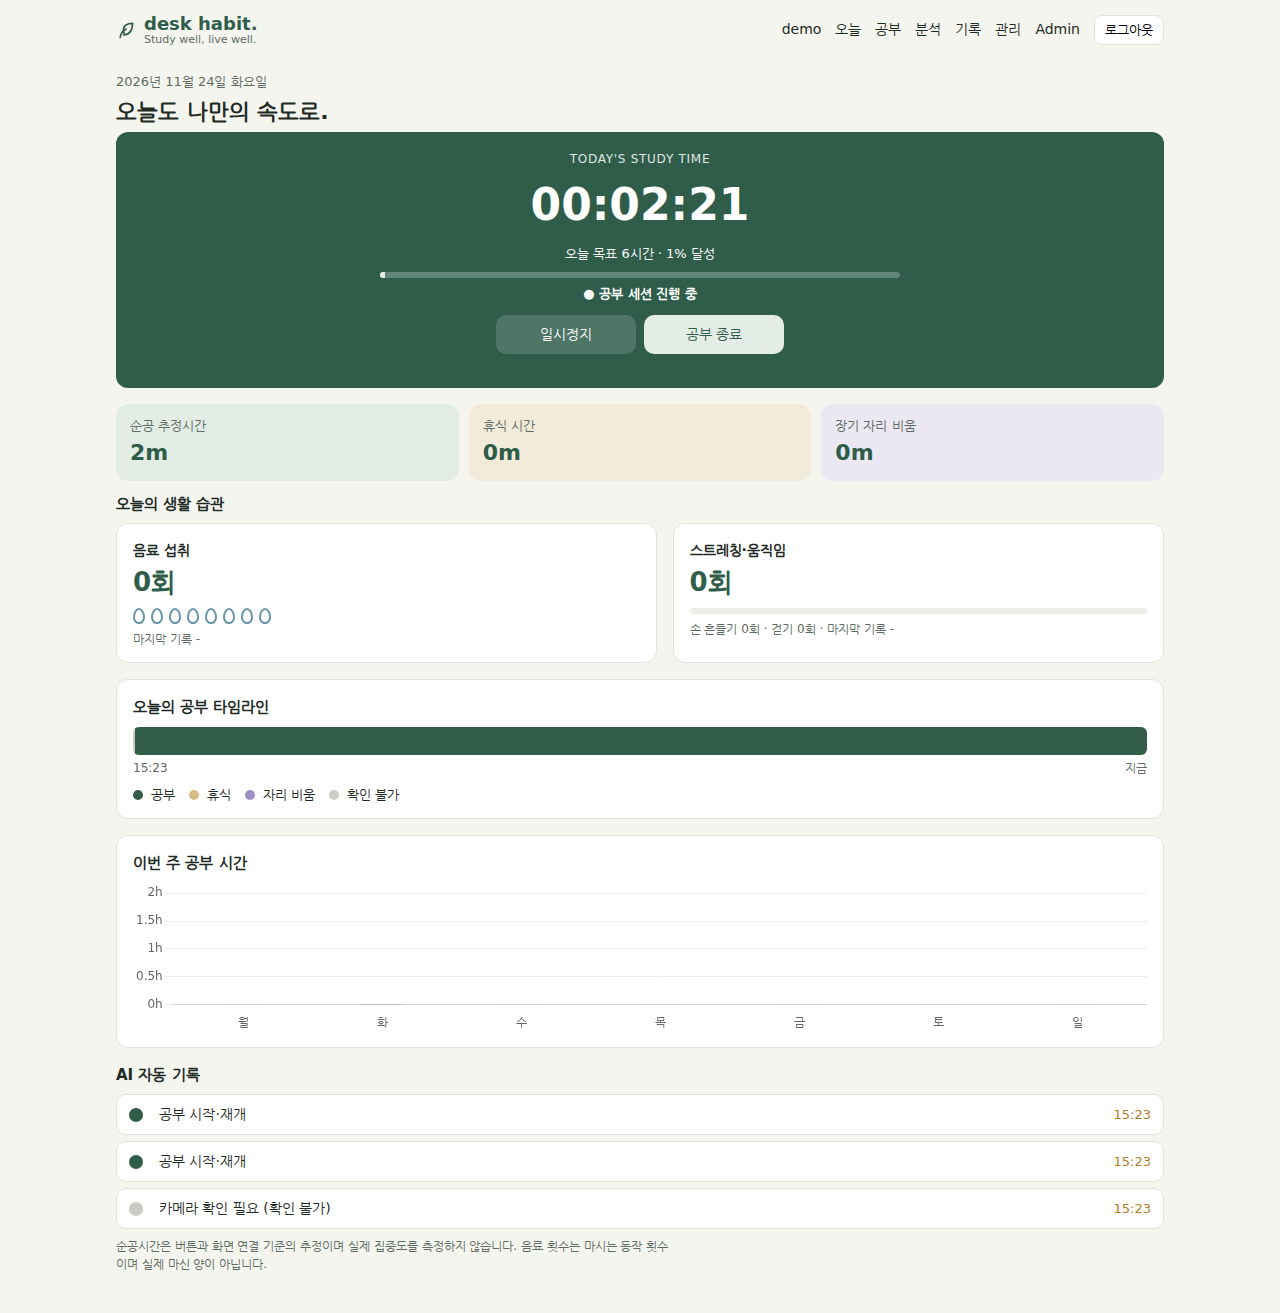 desk habit.
Study well, live well.
demo 오늘 공부 분석 기록 관리 Admin 로그아웃
2026년 11월 24일 화요일
오늘도 나만의 속도로.
TODAY'S STUDY TIME
00:02:21
오늘 목표 6시간 · 1% 달성
● 공부 세션 진행 중
일시정지 공부 종료
순공 추정시간
2m
휴식 시간
0m
장기 자리 비움
0m
오늘의 생활 습관
음료 섭취
0회
마지막 기록 -
스트레칭·움직임
0회
손 흔들기 0회 · 걷기 0회 · 마지막 기록 -
오늘의 공부 타임라인
15:23 지금
공부 휴식 자리 비움 확인 불가
이번 주 공부 시간
2h
1.5h
1h
0.5h
0h
월 화 수 목 금 토 일
AI 자동 기록
공부 시작·재개 15:23
공부 시작·재개 15:23
카메라 확인 필요 (확인 불가) 15:23
순공시간은 버튼과 화면 연결 기준의 추정이며 실제 집중도를 측정하지 않습니다. 음료 횟수는 마시는 동작 횟수
이며 실제 마신 양이 아닙니다.